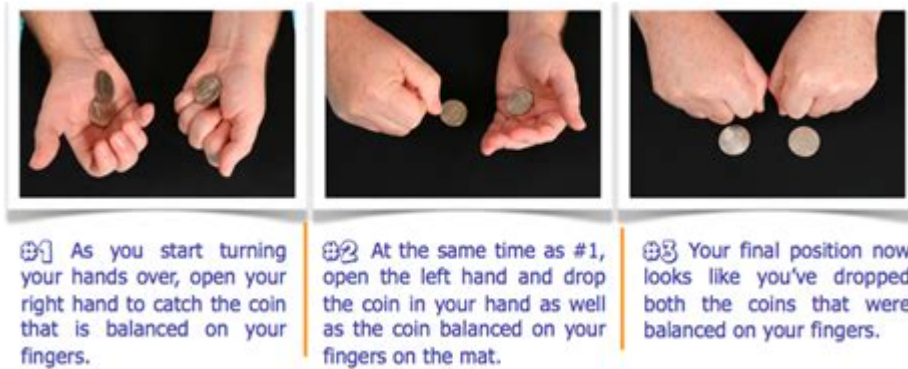 #1 As you start turning
your hands over, open your
right hand to catch the coin
that is balanced on your
fingers.
#2 At the same time as #1,
open the left hand and drop
the coin in your hand as well
as the coin balanced on your
fingers on the mat.
#3 Your final position now
looks like you've dropped
both the coins that were
balanced on your fingers.